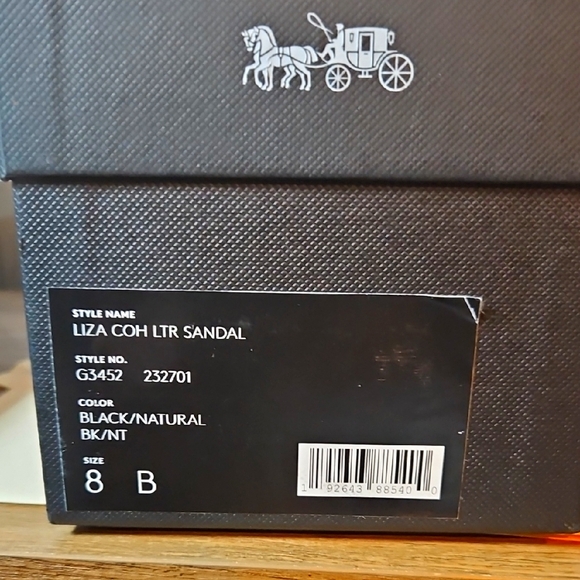 STYLE NAME
LIZA COH LTR SANDAL
STYLE NO.
G3452 232701
COLOR
BLACK/NATURAL
BK/NT
SIZE
8 B
1 92643 88540 0